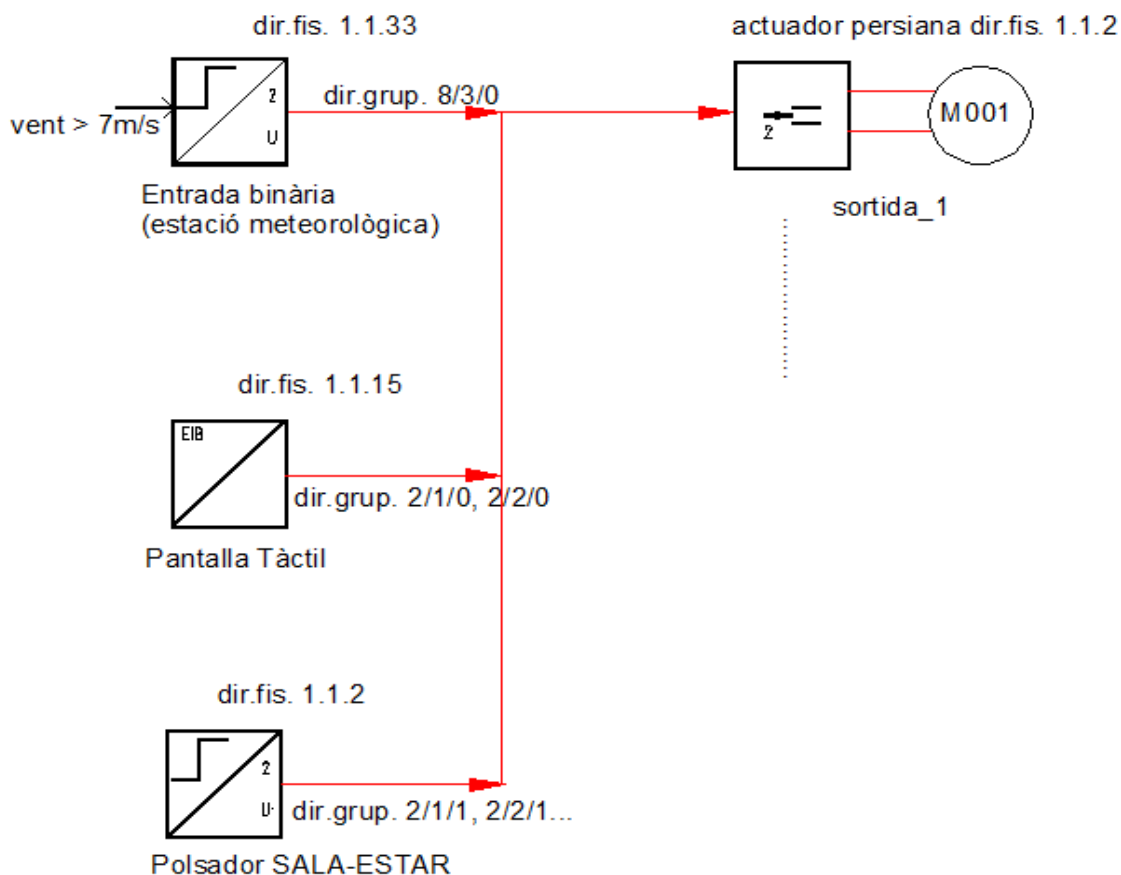 dir.fis. 1.1.33
actuador persiana dir.fis. 1.1.2
vent > 7m/s
2
U
dir.grup. 8/3/0
2
M001
Entrada binària
(estació meteorològica)
sortida_1
dir.fis. 1.1.15
EIB
dir.grup. 2/1/0, 2/2/0
Pantalla Tàctil
dir.fis. 1.1.2
2
U
dir.grup. 2/1/1, 2/2/1...
Polsador SALA-ESTAR